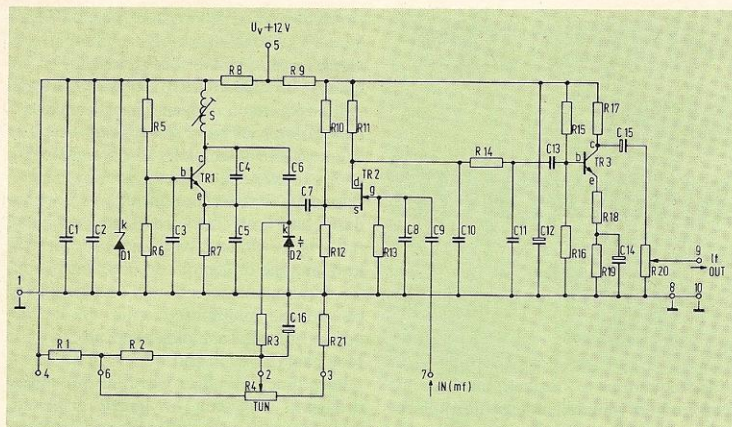 Uv +12V
5
R8 R9
R5 S R10 R11 R15 R17
C15
C4 C6 R14 C13
c b TR1 e
C7 TR2 d g s
c b TR3 e
C1 C2 k D1 R6 C3 R7 C5 k D2 R12 R13 C8 C9 C10 C11 C12 R16 R18 R19 C14 R20
9 lf OUT
1 8 10
R3 C16 R21
R1 R2
4 6 2 3 7 IN (mf)
R4
TUN